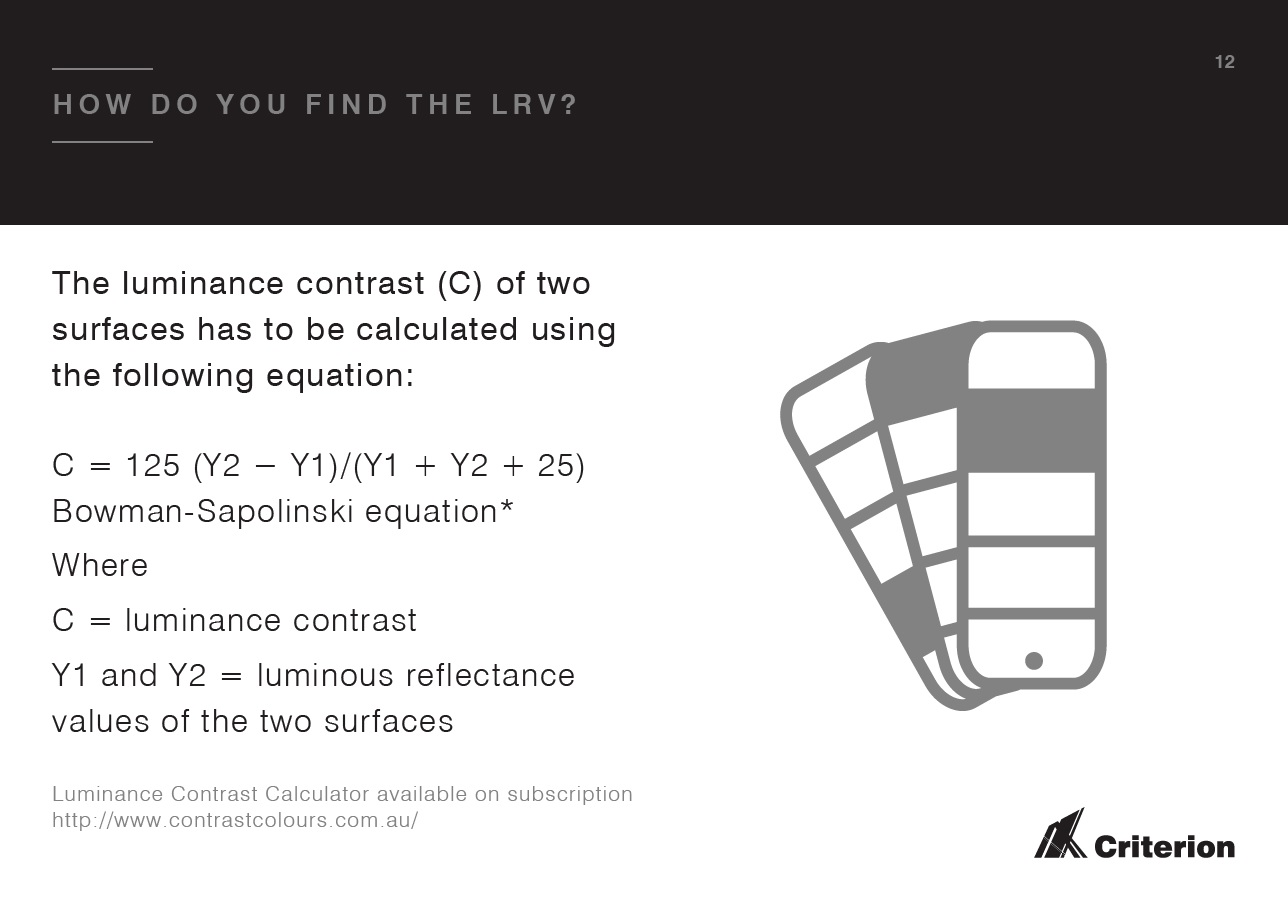 12
HOW DO YOU FIND THE LRV?
The luminance contrast (C) of two
surfaces has to be calculated using
the following equation:
C = 125 (Y2 − Y1)/(Y1 + Y2 + 25)
Bowman-Sapolinski equation*
Where
C = luminance contrast
Y1 and Y2 = luminous reflectance
values of the two surfaces
Luminance Contrast Calculator available on subscription
http://www.contrastcolours.com.au/
Criterion